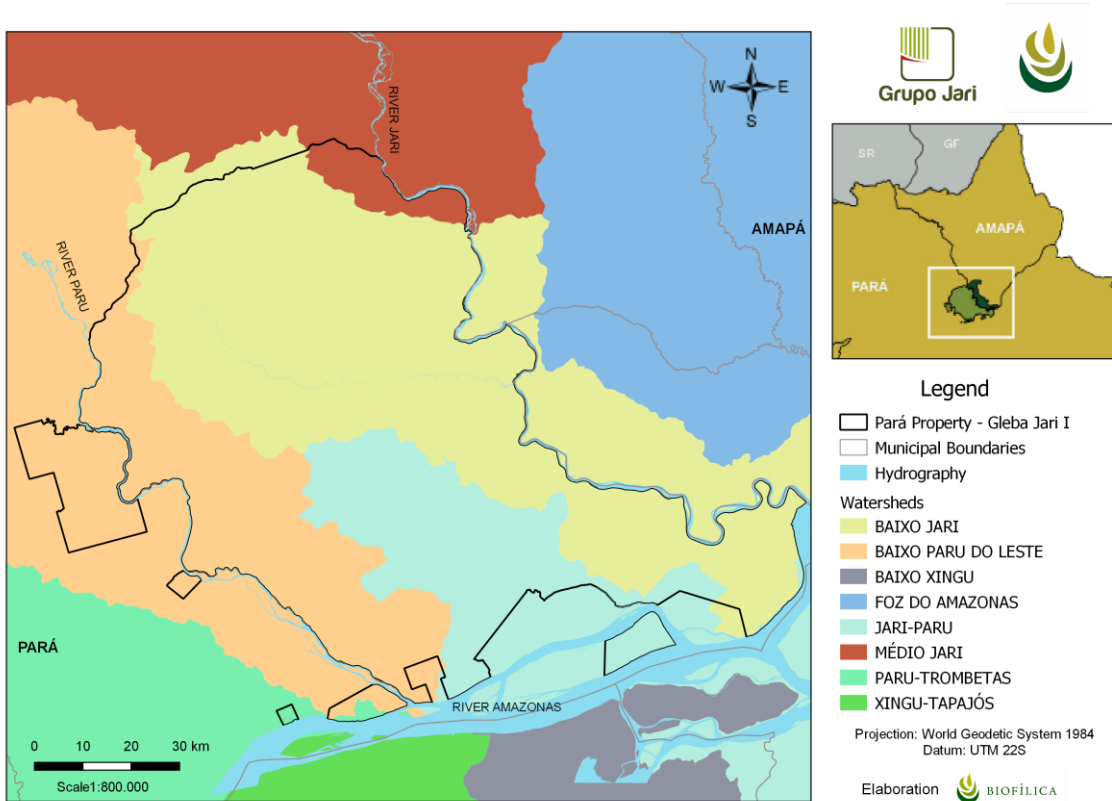 N
W E
S
RIVER JARI
RIVER PARU
AMAPÁ
PARÁ
RIVER AMAZONAS
0 10 20 30 km
Scale1:800.000
Grupo Jari
SR
GF
AMAPÁ
PARÁ
Legend
Pará Property - Gleba Jari I
Municipal Boundaries
Hydrography
Watersheds
BAIXO JARI
BAIXO PARU DO LESTE
BAIXO XINGU
FOZ DO AMAZONAS
JARI-PARU
MÉDIO JARI
PARU-TROMBETAS
XINGU-TAPAJÓS
Projection: World Geodetic System 1984
Datum: UTM 22S
Elaboration BIOFÍLICA